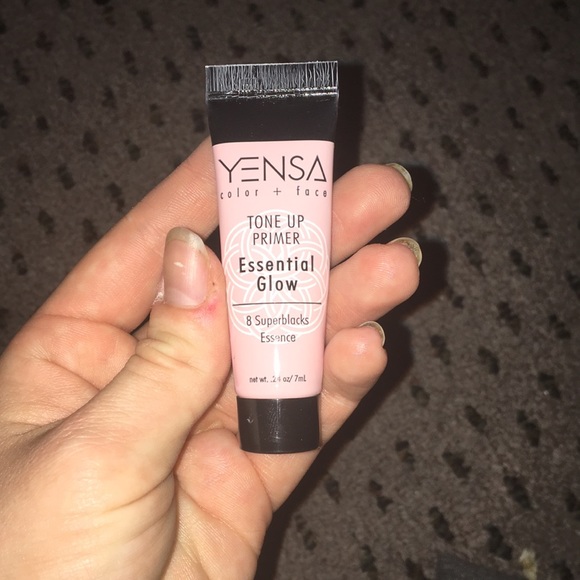 YENSA
color + face
TONE UP
PRIMER
Essential
Glow
8 Superblacks
Essence
net wt. .24 oz/ 7mL